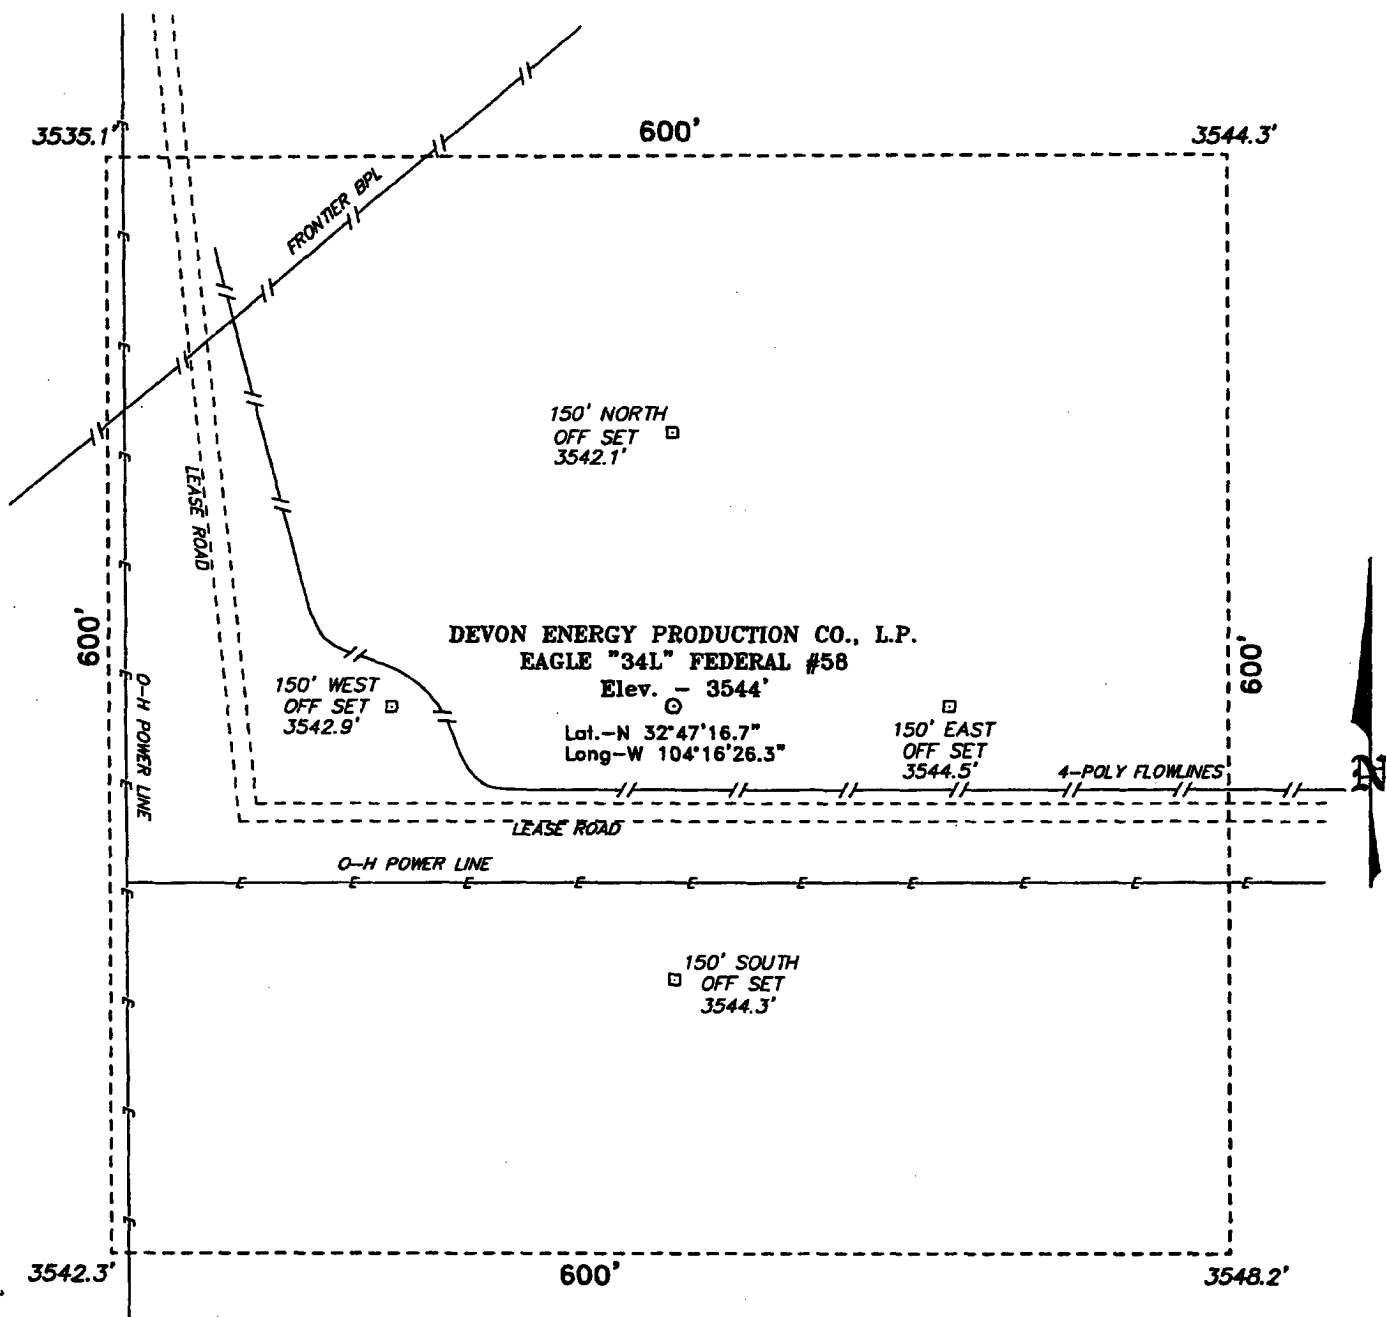 3535.1'
600'
3544.3'
FRONTIER BPL
150' NORTH
OFF SET
3542.1'
LEASE ROAD
600'
DEVON ENERGY PRODUCTION CO., L.P.
EAGLE "34L" FEDERAL #58
Elev. - 3544'
Lat.-N 32°47'16.7"
Long-W 104°16'26.3"
600'
150' WEST
OFF SET
3542.9'
O-H POWER LINE
150' EAST
OFF SET
3544.5'
4-POLY FLOWLINES
N
LEASE ROAD
O-H POWER LINE
E E E E E E E E E E
150' SOUTH
OFF SET
3544.3'
3542.3'
600'
3548.2'